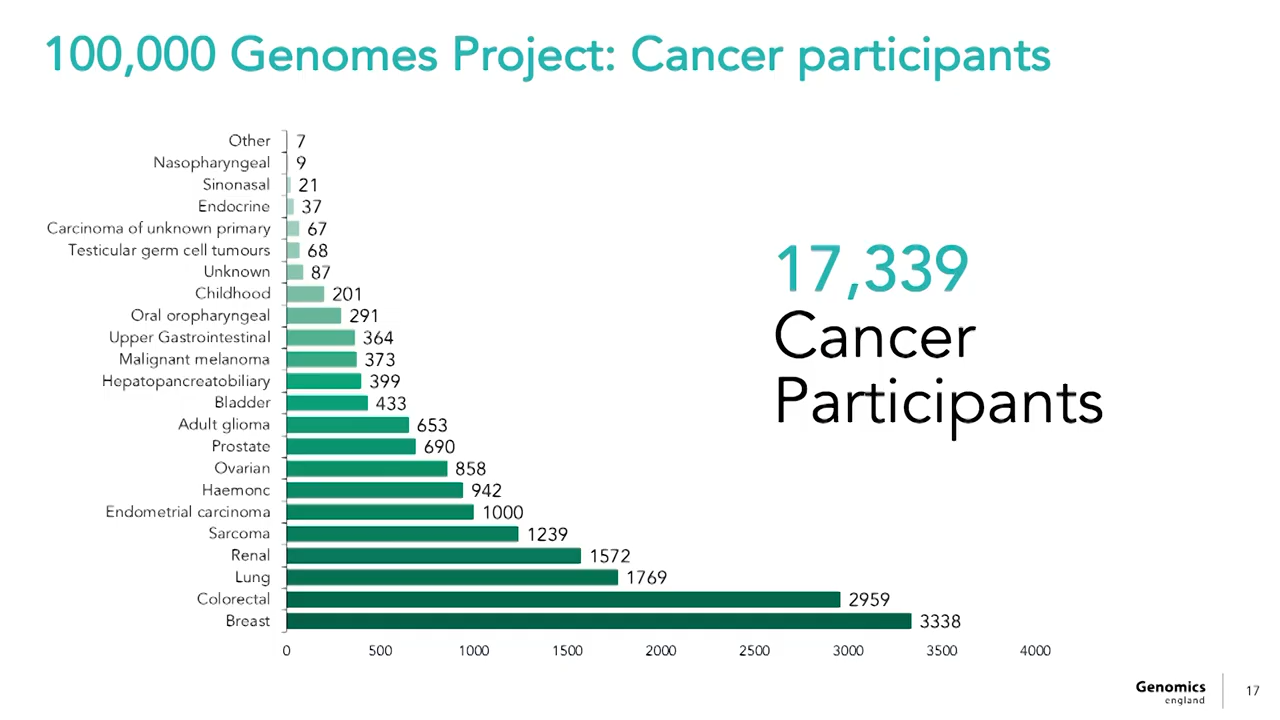 100,000 Genomes Project: Cancer participants
Other 7
Nasopharyngeal 9
Sinonasal 21
Endocrine 37
Carcinoma of unknown primary 67
Testicular germ cell tumours 68
Unknown 87
Childhood 201
Oral oropharyngeal 291
Upper Gastrointestinal 364
Malignant melanoma 373
Hepatopancreatobiliary 399
Bladder 433
Adult glioma 653
Prostate 690
Ovarian 858
Haemonc 942
Endometrial carcinoma 1000
Sarcoma 1239
Renal 1572
Lung 1769
Colorectal 2959
Breast 3338
0 500 1000 1500 2000 2500 3000 3500 4000
17,339
Cancer
Participants
Genomics
england
17